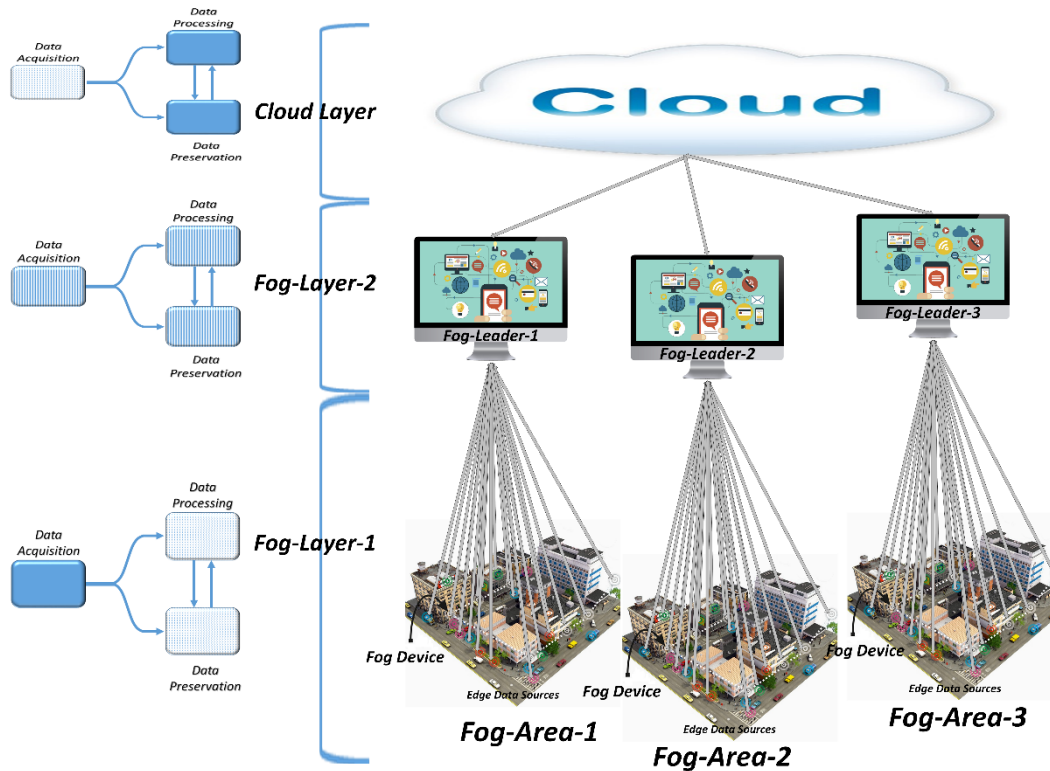 Data
Processing
Data
Acquisition
Data
Preservation
Cloud Layer
Data
Processing
Data Acquisition
Data
Preservation
Fog-Layer-2
Data
Processing
Data Acquisition
Data Preservation
Fog-Layer-1
Cloud
Fog-Leader-1
Fog-Leader-2
Fog-Leader-3
Fog Device
Edge Data Sources
Fog-Area-1
Fog Device
Edge Data Sources
Fog-Area-2
Fog Device
Edge Data Sources
Fog-Area-3